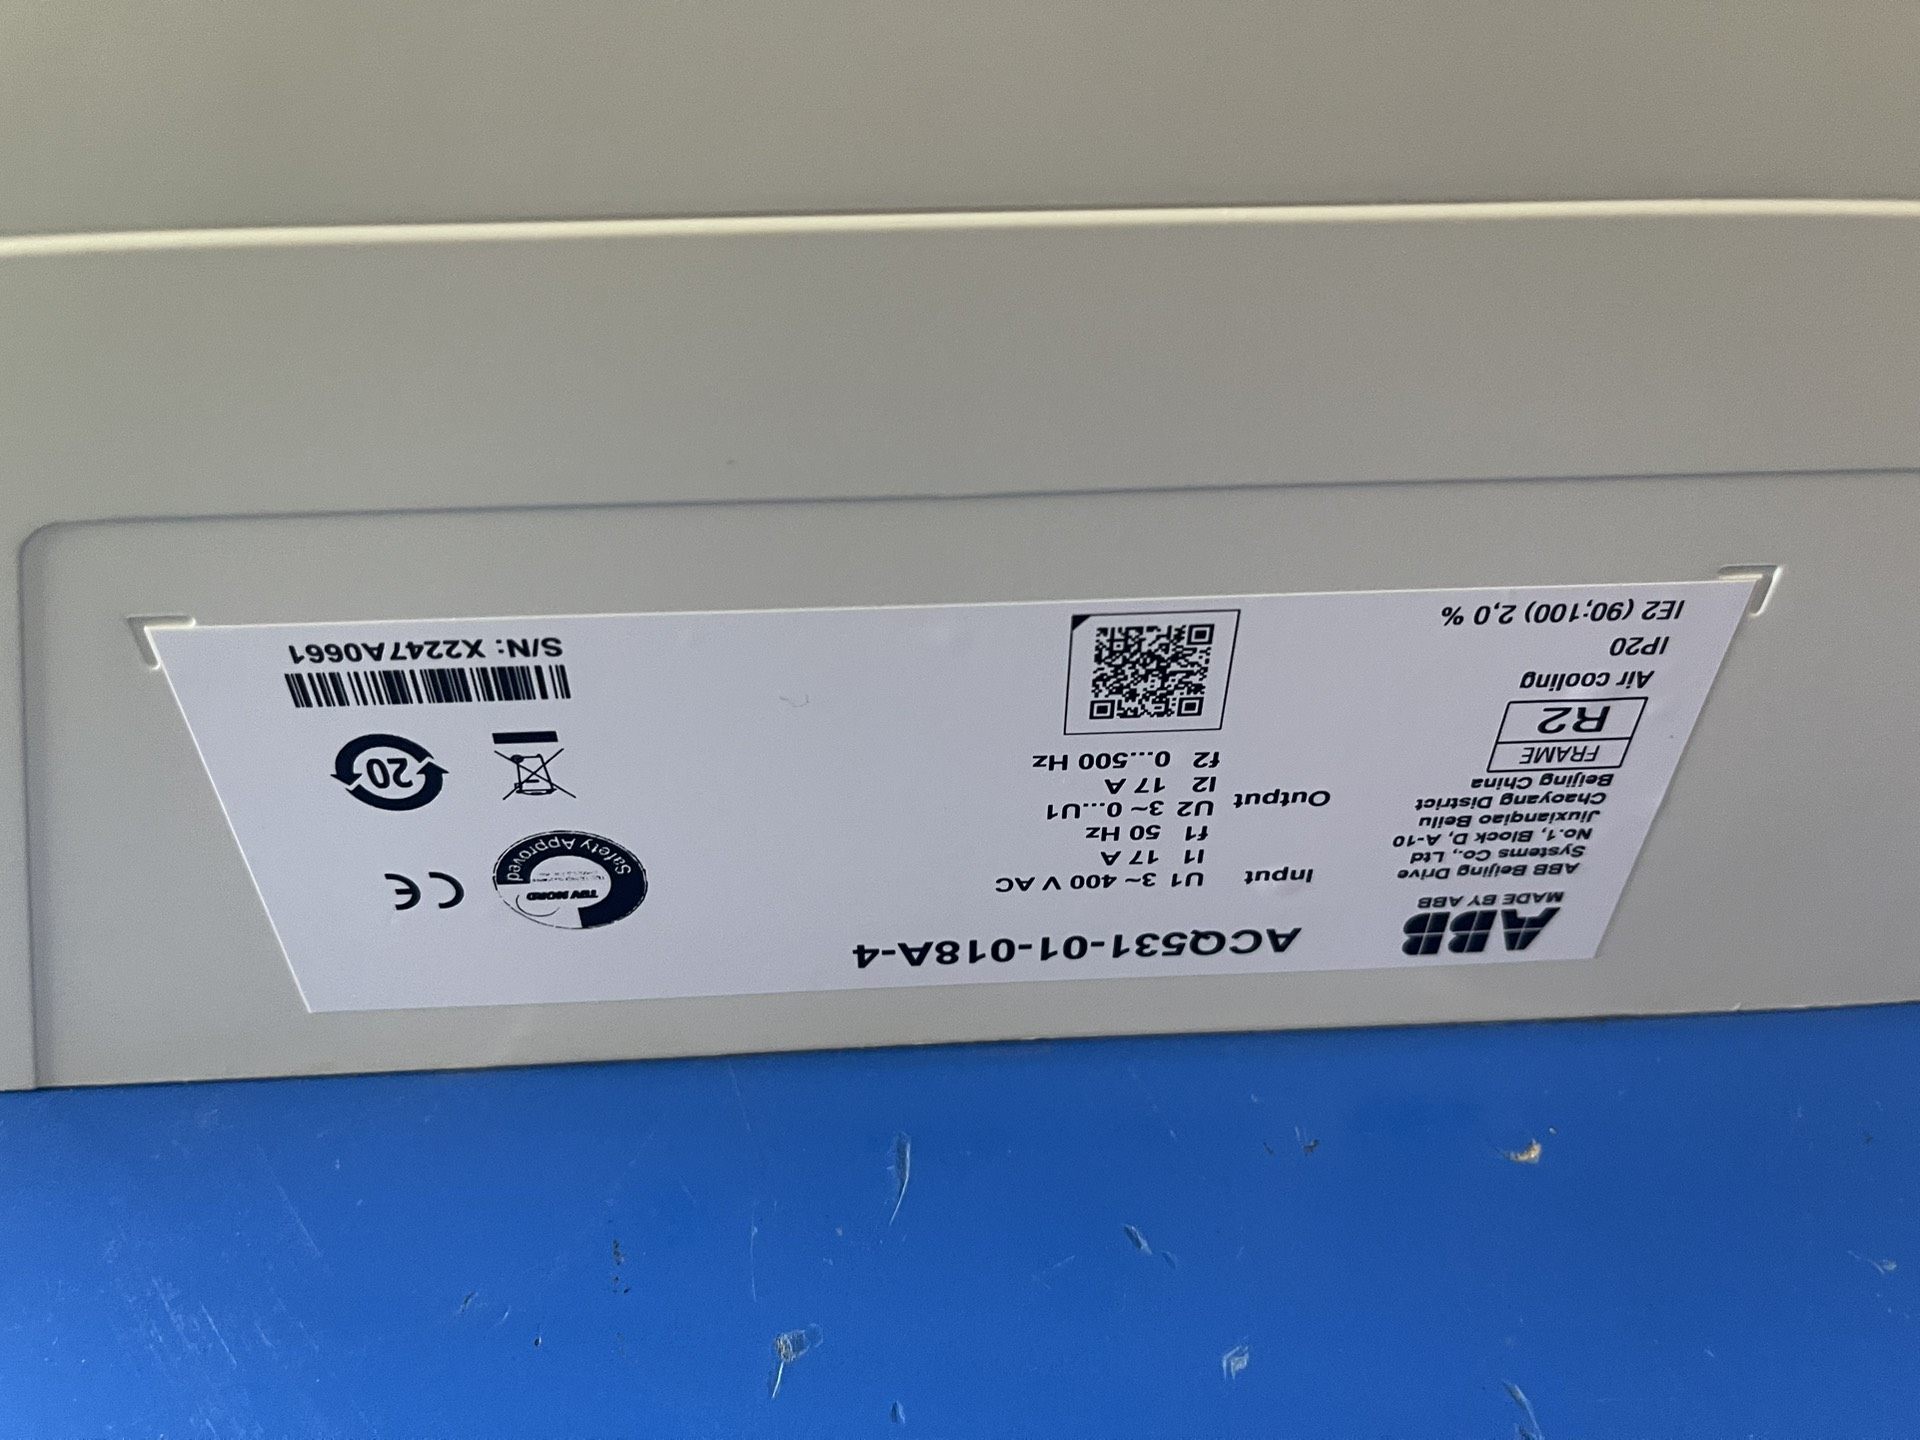 ABB
MADE BY ABB
ABB Beijing Drive
Systems Co., Ltd
No.1, Block D, A-10
Jiuxianqiao Beilu
Chaoyang District
Beijing China
FRAME
R2
Air cooling
IP20
IE2 (90;100) 2,0 %
ACQ531-01-018A-4
Input U1 3~ 400 V AC
I1 17 A
f1 50 Hz
Output U2 3~ 0...U1
I2 17 A
f2 0...500 Hz
TÜV NORD
Safety Approved
CE
20
S/N: X2247A0661